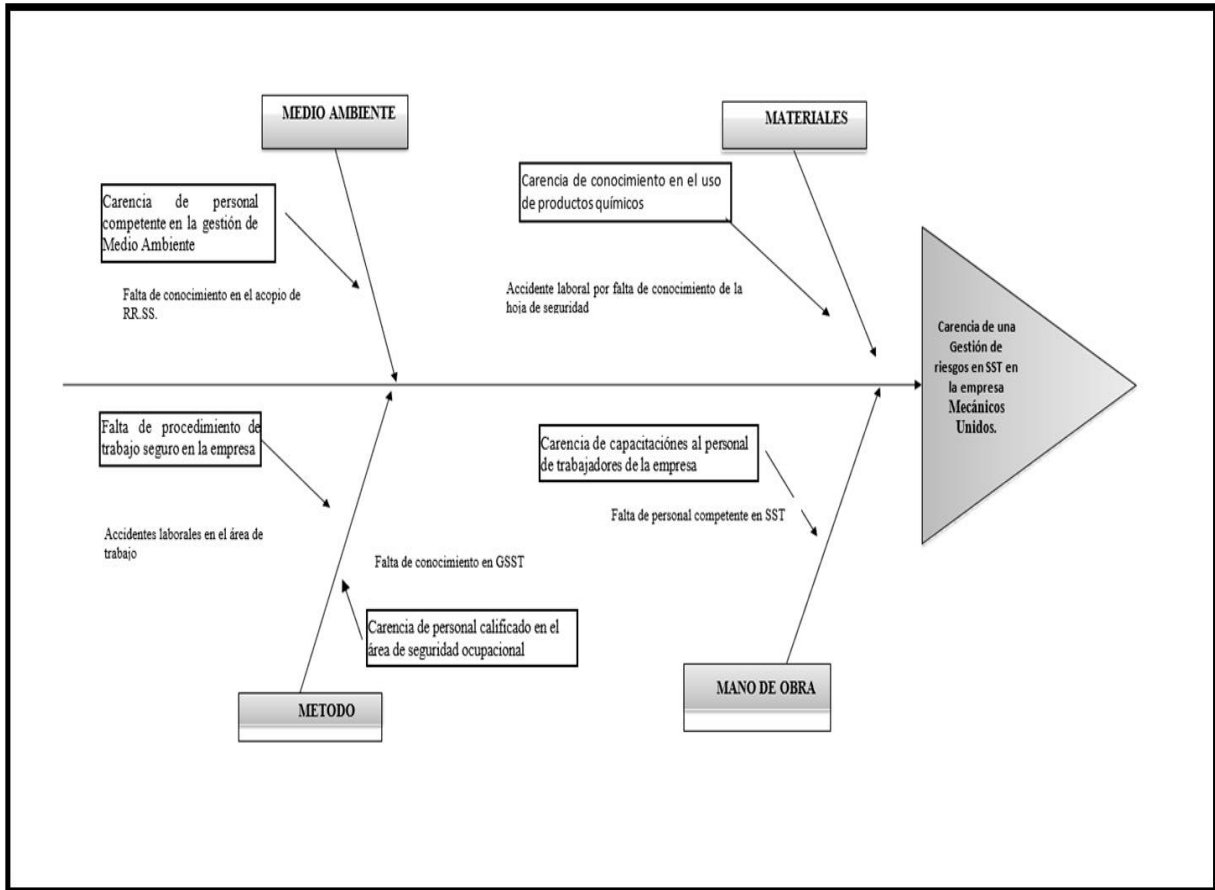 MEDIO AMBIENTE
MATERIALES
Carencia de personal
competente en la gestión de
Medio Ambiente
Carencia de conocimiento en el uso
de productos químicos
Falta de conocimiento en el acopio de
RR.SS.
Accidente laboral por falta de conocimiento de la
hoja de seguridad
Carencia de una
Gestión de
riesgos en SST en
la empresa
Mecánicos
Unidos.
Falta de procedimiento de
trabajo seguro en la empresa
Carencia de capacitaciónes al personal
de trabajadores de la empresa
Accidentes laborales en el área de
trabajo
Falta de personal competente en SST
Falta de conocimiento en GSST
Carencia de personal calificado en el
área de seguridad ocupacional
METODO
MANO DE OBRA